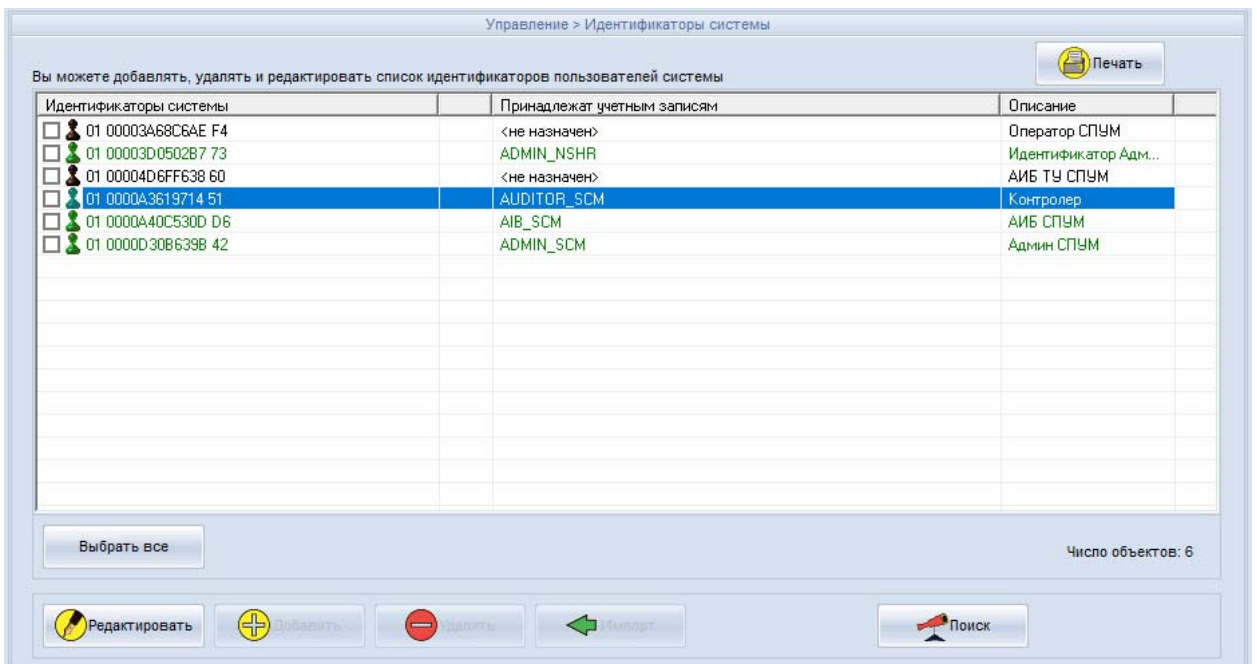 Управление > Идентификаторы системы
Печать
Вы можете добавлять, удалять и редактировать список идентификаторов пользователей системы
Идентификаторы системы Принадлежат учетным записям Описание
01 00003A68C6AE F4 <не назначен> Оператор СПУМ
01 00003D0502B7 73 ADMIN_NSHR Идентификатор Адм...
01 00004D6FF638 60 <не назначен> АИБ ТУ СПУМ
01 0000A3619714 51 AUDITOR_SCM Контролер
01 0000A40C530D D6 AIB_SCM АИБ СПУМ
01 0000D30B639B 42 ADMIN_SCM Админ СПУМ
Выбрать все Число объектов: 6
Редактировать Добавить Удалить Импорт Поиск